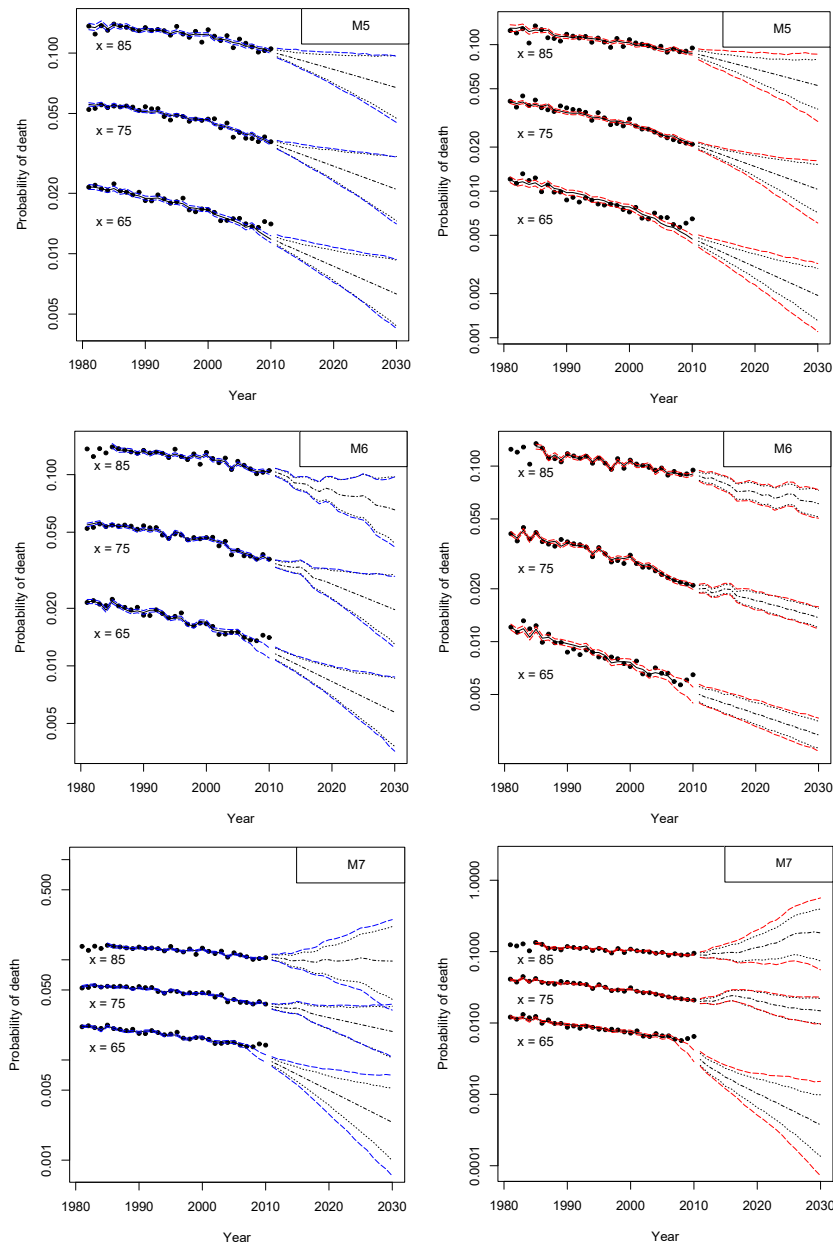 M5
Probability of death
0.100
0.050
0.020
0.010
0.005
x = 85
x = 75
x = 65
1980 1990 2000 2010 2020 2030
Year
M5
Probability of death
0.100
0.050
0.020
0.010
0.005
0.002
0.001
x = 85
x = 75
x = 65
1980 1990 2000 2010 2020 2030
Year
M6
Probability of death
0.100
0.050
0.020
0.010
0.005
x = 85
x = 75
x = 65
1980 1990 2000 2010 2020 2030
Year
M6
Probability of death
0.100
0.050
0.020
0.010
0.005
x = 85
x = 75
x = 65
1980 1990 2000 2010 2020 2030
Year
M7
Probability of death
0.500
0.050
0.005
0.001
x = 85
x = 75
x = 65
1980 1990 2000 2010 2020 2030
Year
M7
Probability of death
1.0000
0.1000
0.0100
0.0010
0.0001
x = 85
x = 75
x = 65
1980 1990 2000 2010 2020 2030
Year